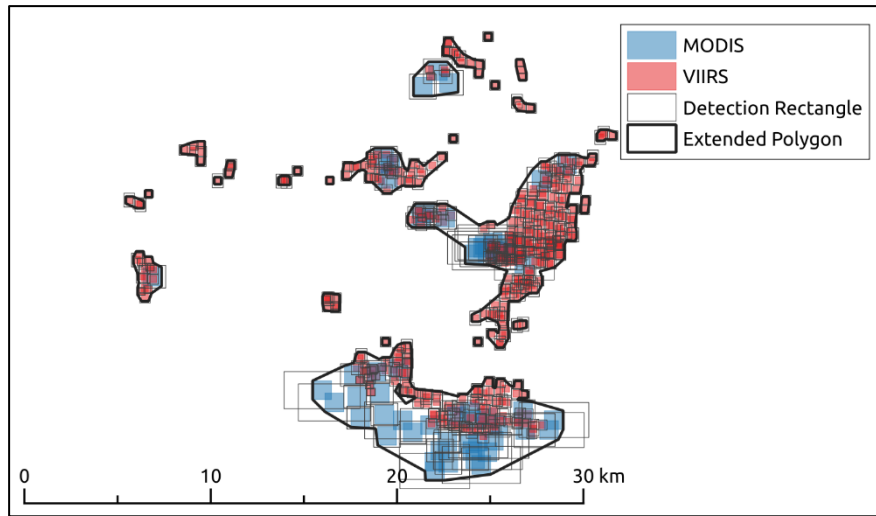 MODIS
VIIRS
Detection Rectangle
Extended Polygon
0 10 20 30 km